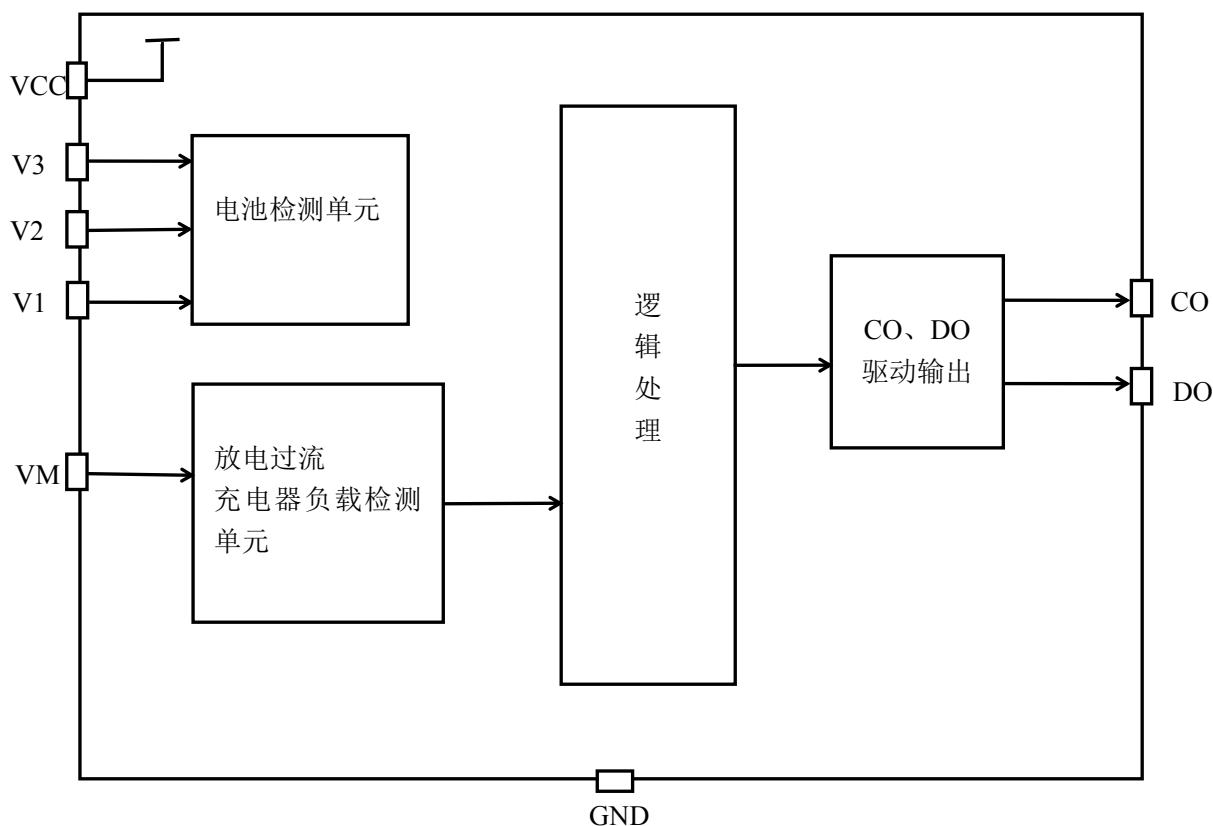 VCC
V3
V2
V1
VM
电池检测单元
放电过流
充电器负载检测
单元
逻
辑
处
理
CO、DO
驱动输出
CO
DO
GND